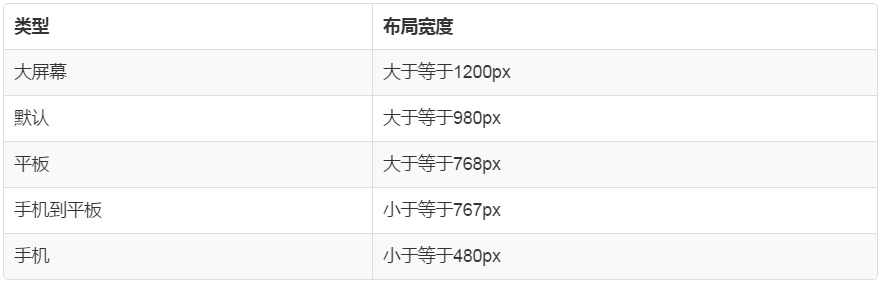 类型 布局宽度
大屏幕 大于等于1200px
默认 大于等于980px
平板 大于等于768px
手机到平板 小于等于767px
手机 小于等于480px